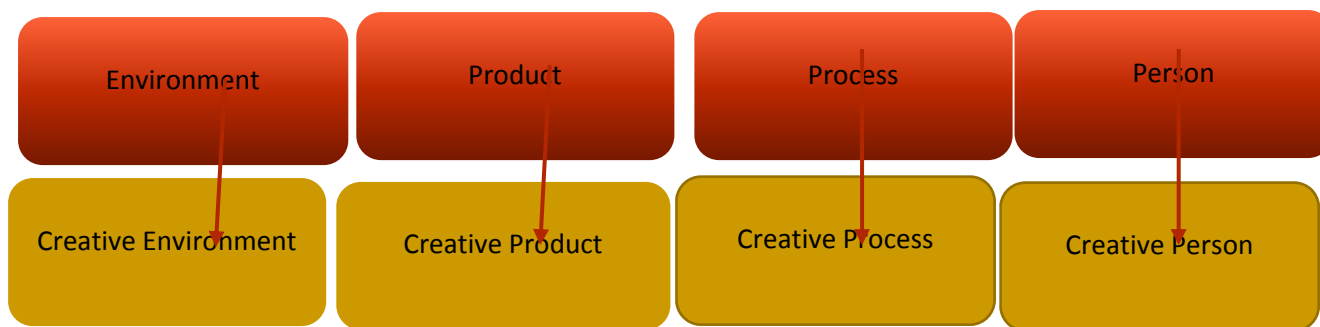 Environment
Product
Process
Person
Creative Environment
Creative Product
Creative Process
Creative Person